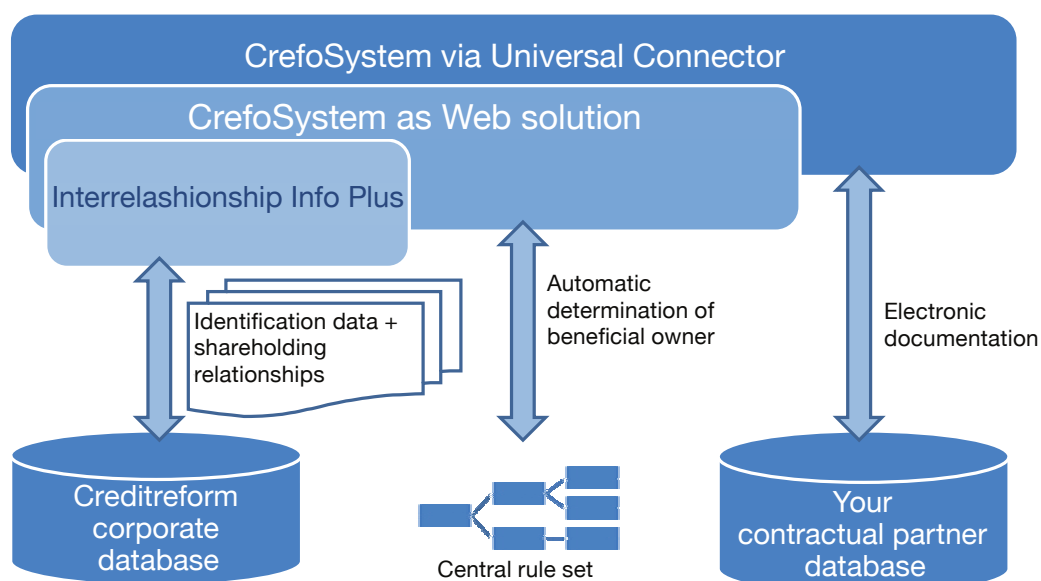 CrefoSystem via Universal Connector
CrefoSystem as Web solution
Interrelashionship Info Plus
Identification data +
shareholding
relationships
Automatic
determination of
beneficial owner
Electronic
documentation
Creditreform
corporate
database
Central rule set
Your
contractual partner
database